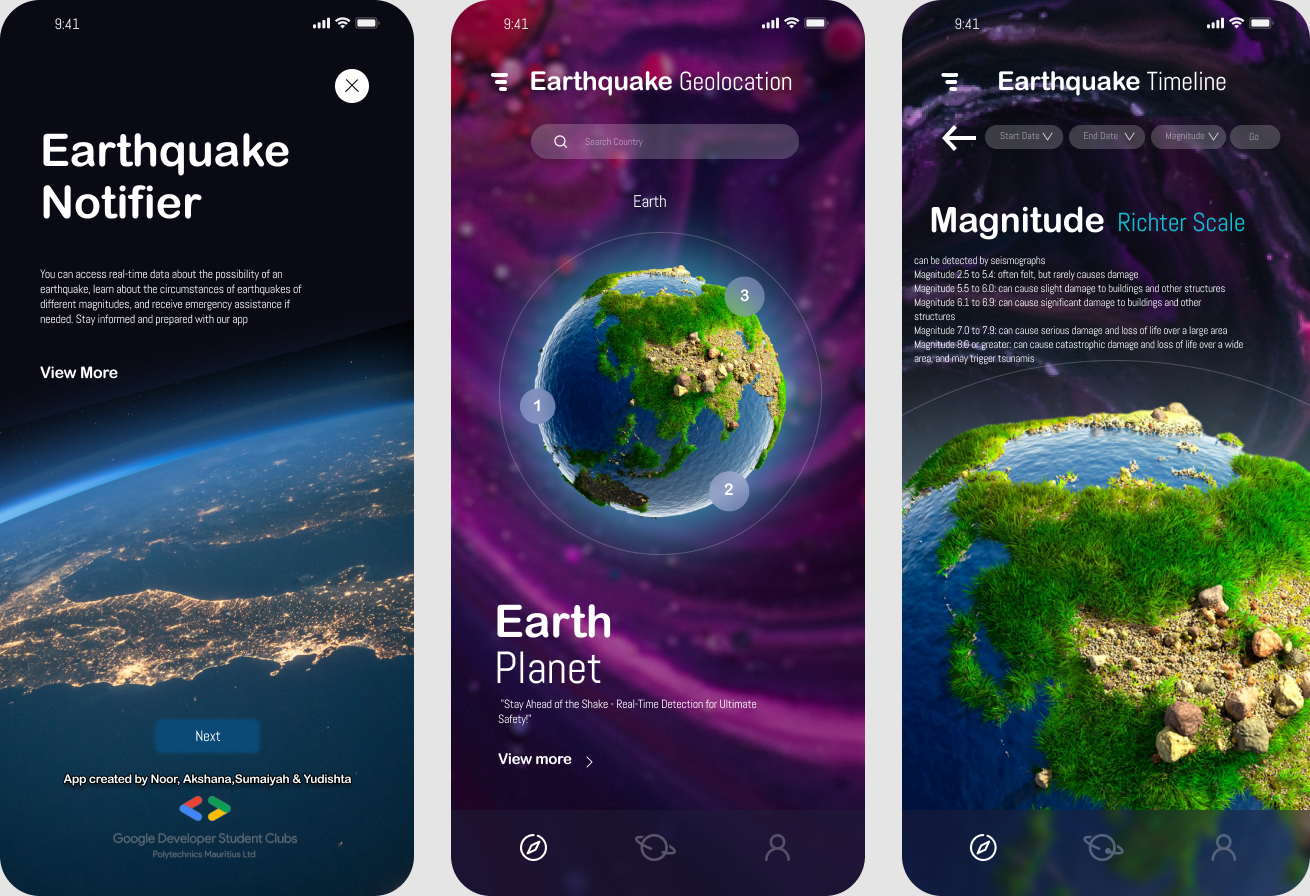 9:41
Earthquake
Notifier
You can access real-time data about the possibility of an
earthquake, learn about the circumstances of earthquakes of
different magnitudes, and receive emergency assistance if
needed. Stay informed and prepared with our app
View More
Next
App created by Noor, Akshana,Sumaiyah & Yudishta
Google Developer Student Clubs
Polytechnics Mauritius Ltd
9:41
Earthquake Geolocation
Search Country
Earth
3
1
2
Earth
Planet
"Stay Ahead of the Shake - Real-Time Detection for Ultimate
Safety!"
View more
9:41
Earthquake Timeline
Start Date End Date Magnitude Go
Magnitude Richter Scale
can be detected by seismographs
Magnitude 2.5 to 5.4: often felt, but rarely causes damage
Magnitude 5.5 to 6.0: can cause slight damage to buildings and other structures
Magnitude 6.1 to 6.9: can cause significant damage to buildings and other
structures
Magnitude 7.0 to 7.9: can cause serious damage and loss of life over a large area
Magnitude 8.0 or greater: can cause catastrophic damage and loss of life over a wide
area, and may trigger tsunamis